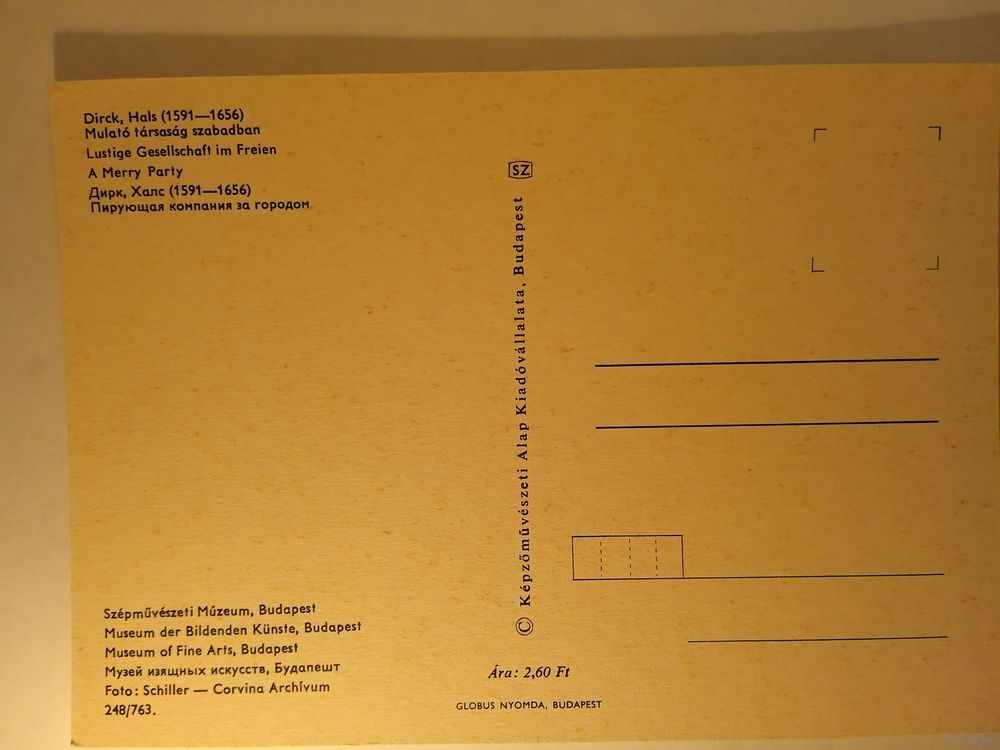 Dirck, Hals (1591—1656)
Mulató társaság szabadban
Lustige Gesellschaft im Freien
A Merry Party
Дирк, Халс (1591—1656)
Пирующая компания за городом
Szépművészeti Múzeum, Budapest
Museum der Bildenden Künste, Budapest
Museum of Fine Arts, Budapest
Музей изящных искусств, Будапешт
Foto: Schiller — Corvina Archívum
248/763.
SZ
© Képzőművészeti Alap Kiadóvállalata, Budapest
Ára: 2,60 Ft
GLOBUS NYOMDA, BUDAPEST